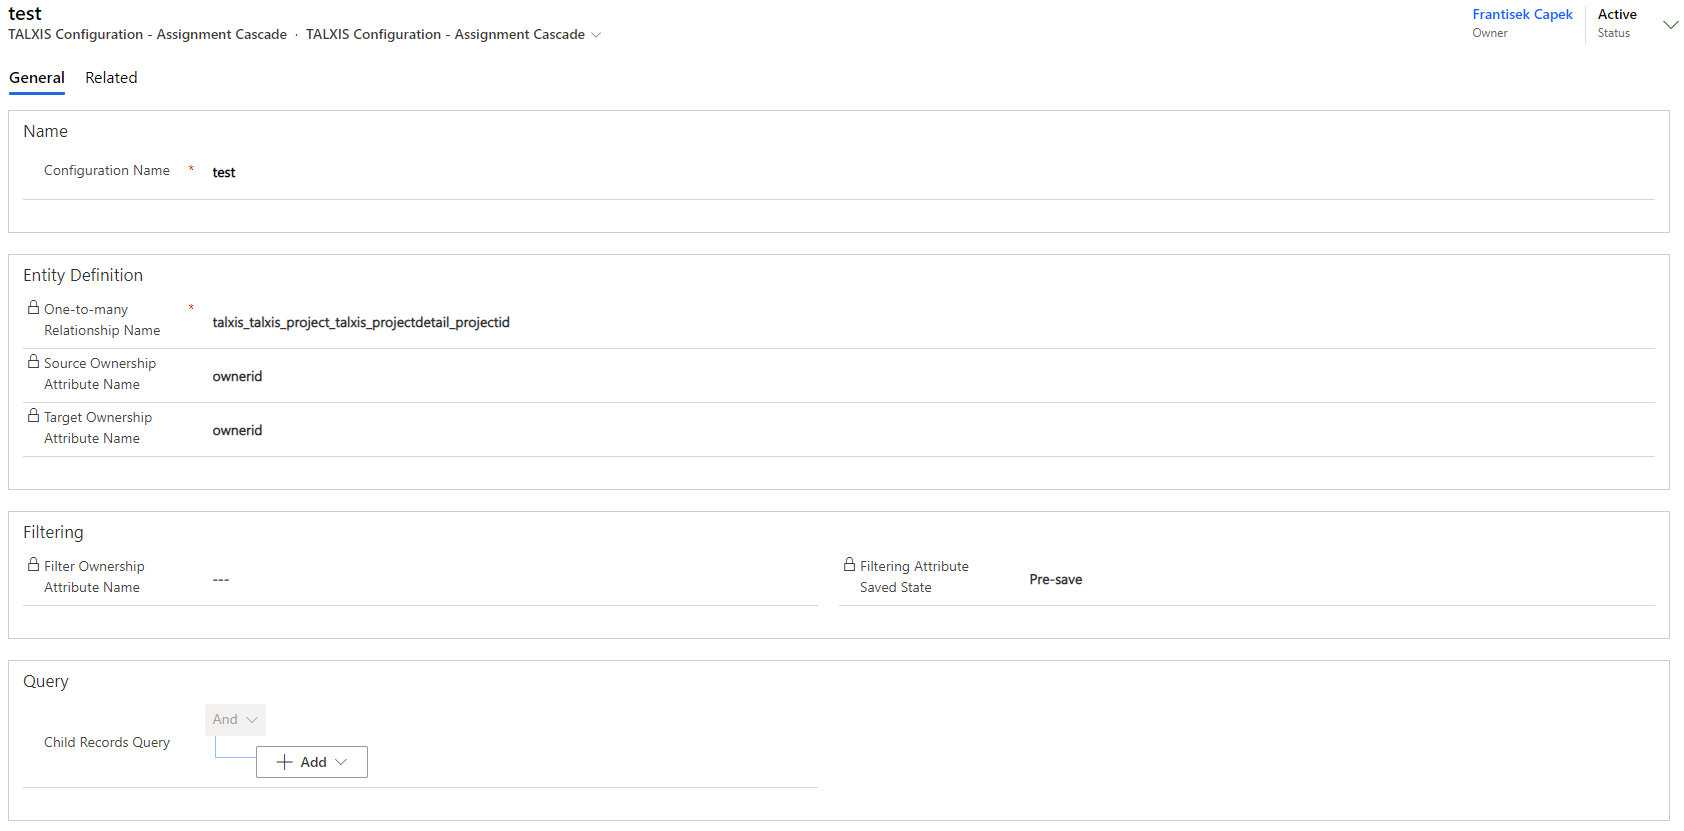 test
TALXIS Configuration - Assignment Cascade · TALXIS Configuration - Assignment Cascade
Frantisek Capek
Owner
Active
Status
General
Related
Name
Configuration Name *
test
Entity Definition
One-to-many *
Relationship Name
talxis_talxis_project_talxis_projectdetail_projectid
Source Ownership
Attribute Name
ownerid
Target Ownership
Attribute Name
ownerid
Filtering
Filter Ownership
Attribute Name
---
Filtering Attribute
Saved State
Pre-save
Query
Child Records Query
And
Add